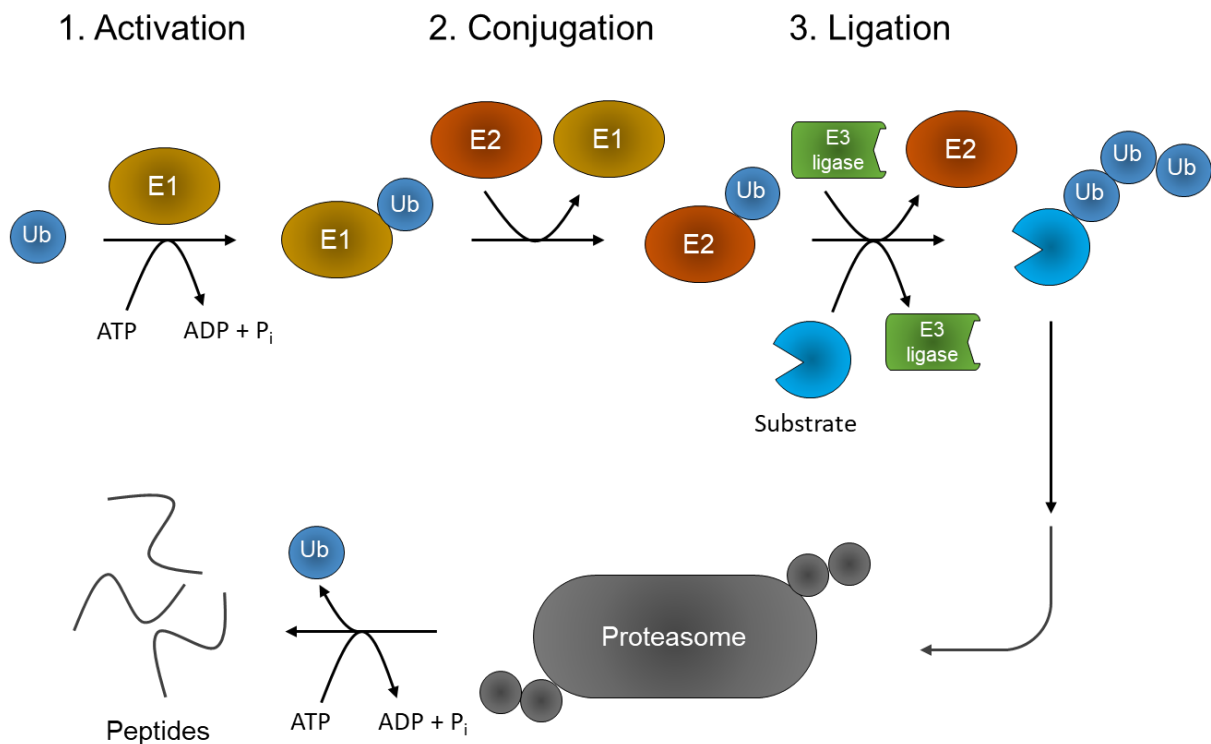 1. Activation
2. Conjugation
3. Ligation
Ub
E1
ATP
ADP + Pi
E1
Ub
E2
E1
E2
Ub
E3
ligase
E2
Substrate
E3
ligase
Ub
Ub
Ub
Proteasome
Ub
ATP
ADP + Pi
Peptides